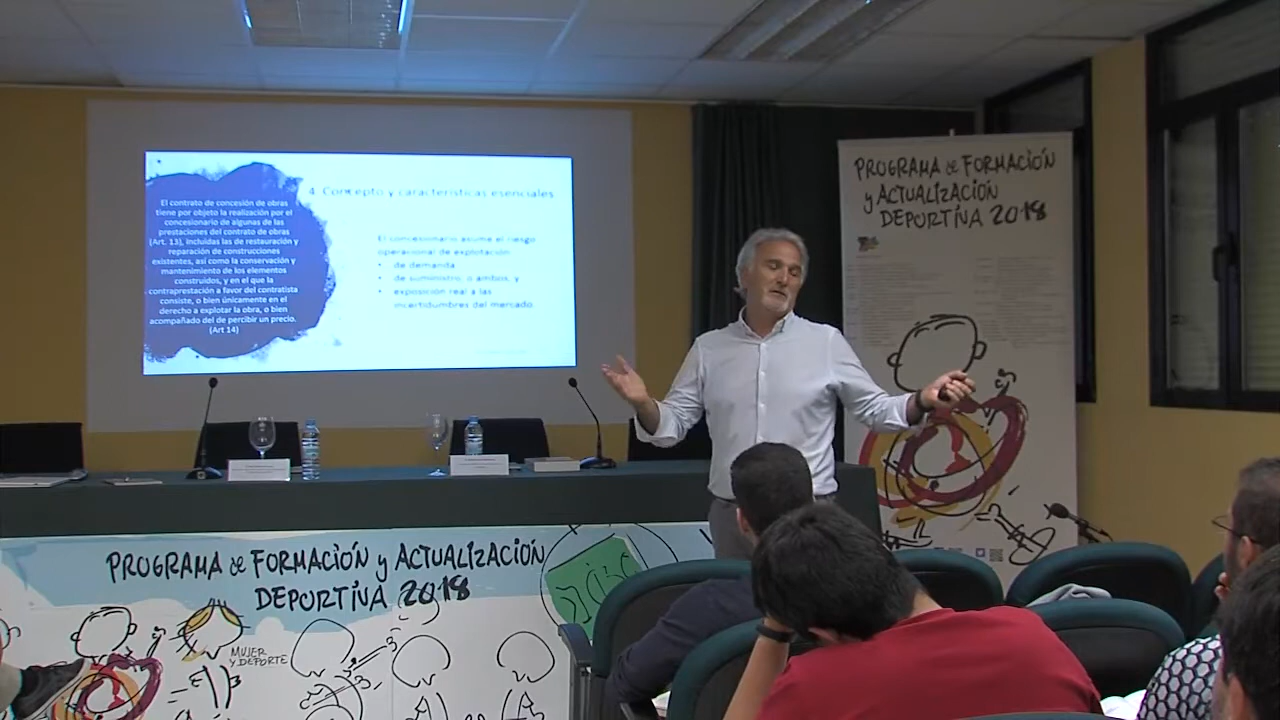 4. Concepto y características esenciales
El contrato de concesión de obras
tiene por objeto la realización por el
concesionario de algunas de las
prestaciones del contrato de obras
(Art. 13), incluidas las de restauración y
reparación de construcciones
existentes, así como la conservación y
mantenimiento de los elementos
construidos, y en el que la
contraprestación a favor del contratista
consiste, o bien únicamente en el
derecho a explotar la obra, o bien
acompañado del de percibir un precio.
(Art 14)
El concesionario asume el riesgo
operacional de explotación
• de demanda
• de suministro, o ambos, y
• exposición real a las
incertidumbres del mercado.
PROGRAMA de FORMACIÓN
y ACTUALIZACIÓN
DEPORTIVA 2018
PROGRAMA de FORMACIÓN y ACTUALIZACIÓN
DEPORTIVA 2018
MUJER
y DEPORTE